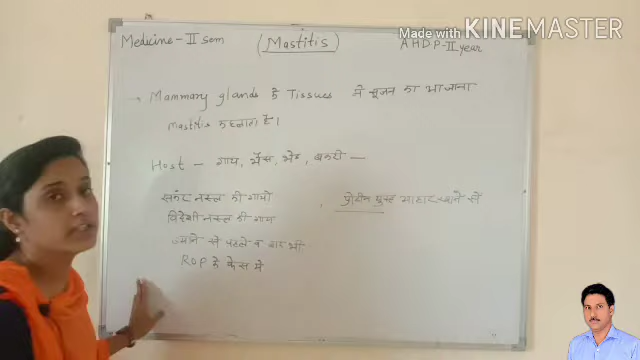 Made with KINEMASTER
Medicine - II sem
(Mastitis)
AHDP - II year
Mammary glands के Tissues मे सूजन का आ जाना
Mastitis कहलाता है।
Host - गाय, भैंस, भेड, बकरी -
संकर नस्ल की गायो
, प्रोटीन युक्त आहार खाने से
विदेशी नस्ल की गाय
ब्याने से पहले व बाद भी
ROP के केस मे